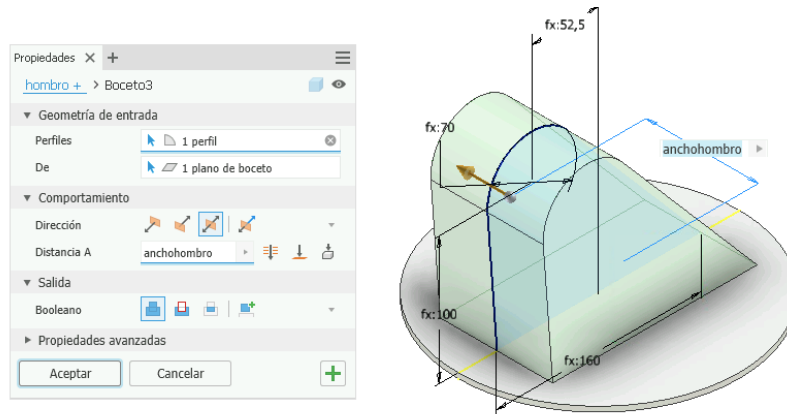 Propiedades × +
hombro + > Boceto3
Geometría de entrada
Perfiles 1 perfil
De 1 plano de boceto
Comportamiento
Dirección
Distancia A anchohombro
Salida
Booleano
Propiedades avanzadas
Aceptar Cancelar +
fx:52,5
fx:70
anchohombro
fx:100
fx:160